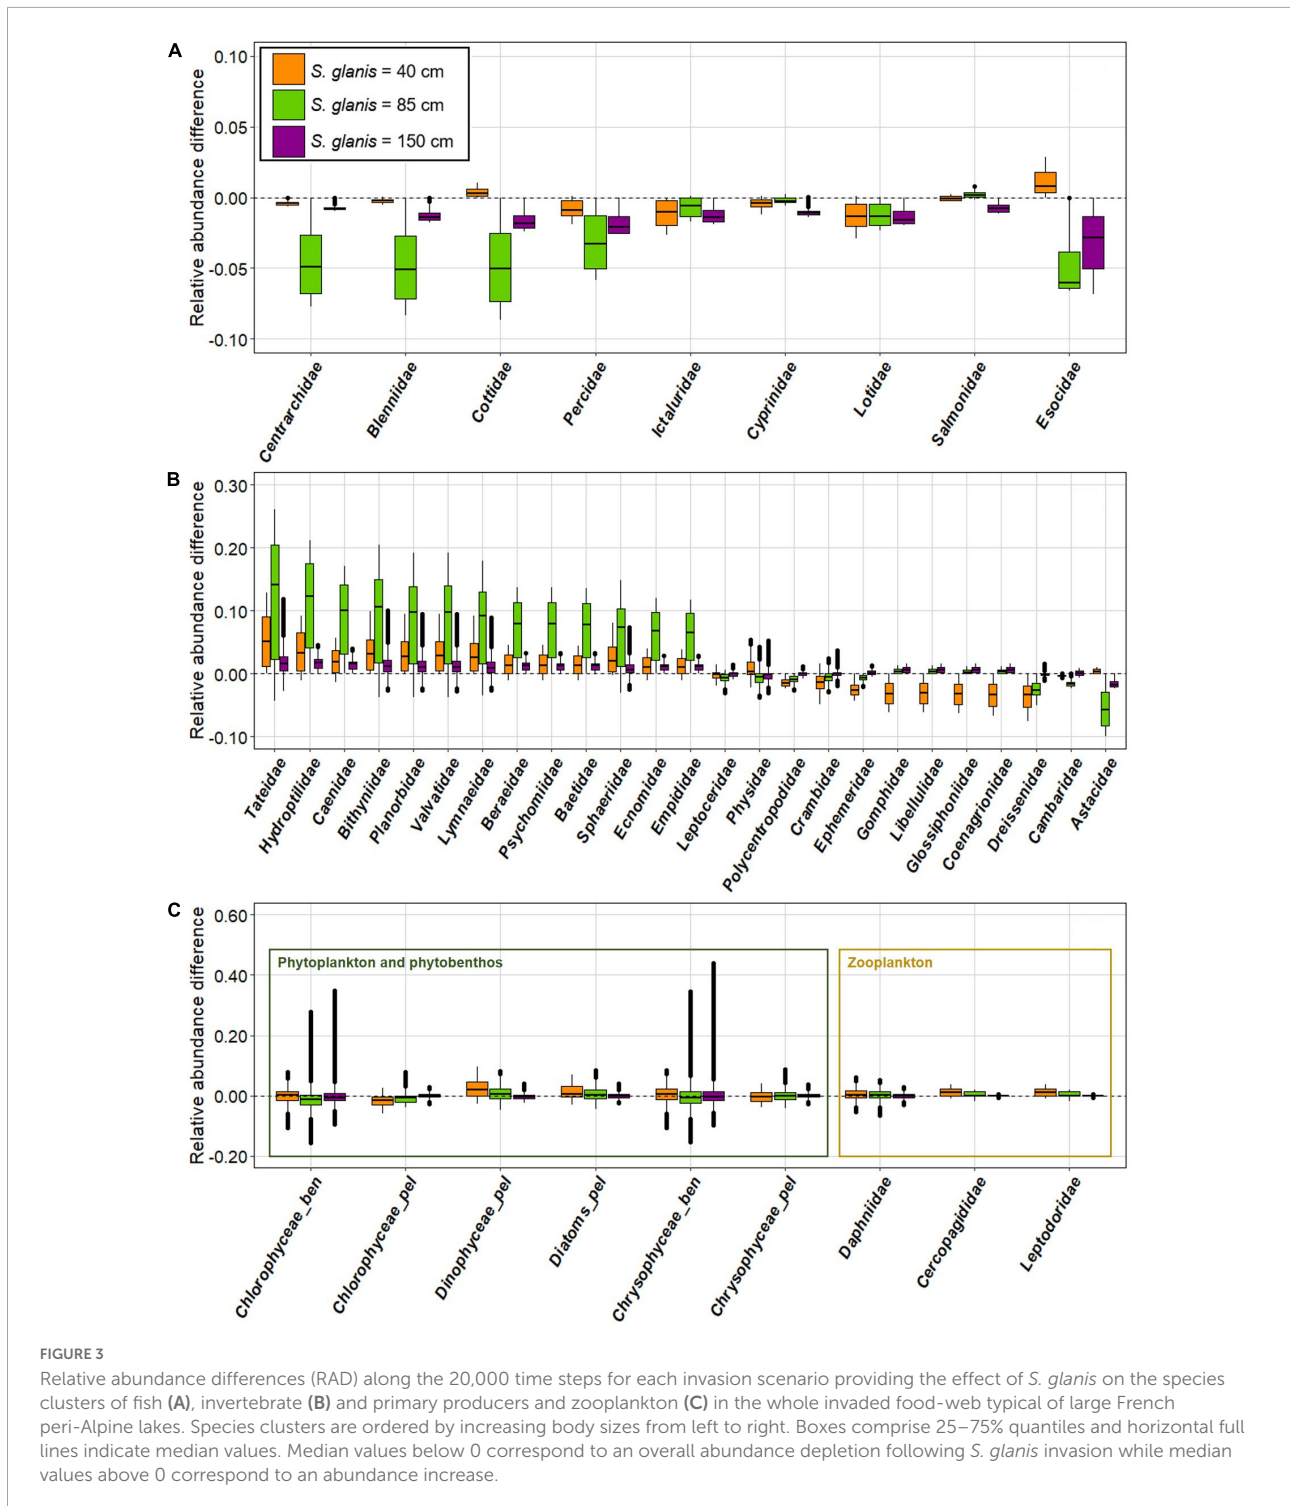 A
Relative abundance difference
0.10
0.05
0.00
-0.05
-0.10
S. glanis = 40 cm
S. glanis = 85 cm
S. glanis = 150 cm
Centrarchidae
Blenniidae
Cottidae
Percidae
Ictaluridae
Cyprinidae
Lotidae
Salmonidae
Esocidae
B
Relative abundance difference
0.30
0.20
0.10
0.00
-0.10
Tateidae
Hydroptilidae
Caenidae
Bithyniidae
Planorbidae
Valvatidae
Lymnaeidae
Beraeidae
Psychomiidae
Baetidae
Sphaeriidae
Ecnomidae
Empididae
Leptoceridae
Physidae
Polycentropodidae
Crambidae
Ephemeridae
Gomphidae
Libellulidae
Glossiphoniidae
Coenagrionidae
Dreissenidae
Cambaridae
Astacidae
C
Relative abundance difference
0.60
0.40
0.20
0.00
-0.20
Phytoplankton and phytobenthos
Zooplankton
Chlorophyceae_ben
Chlorophyceae_pel
Dinophyceae_pel
Diatoms_pel
Chrysophyceae_ben
Chrysophyceae_pel
Daphniidae
Cercopagididae
Leptodoridae
FIGURE 3
Relative abundance differences (RAD) along the 20,000 time steps for each invasion scenario providing the effect of S. glanis on the species
clusters of fish (A), invertebrate (B) and primary producers and zooplankton (C) in the whole invaded food-web typical of large French
peri-Alpine lakes. Species clusters are ordered by increasing body sizes from left to right. Boxes comprise 25–75% quantiles and horizontal full
lines indicate median values. Median values below 0 correspond to an overall abundance depletion following S. glanis invasion while median
values above 0 correspond to an abundance increase.